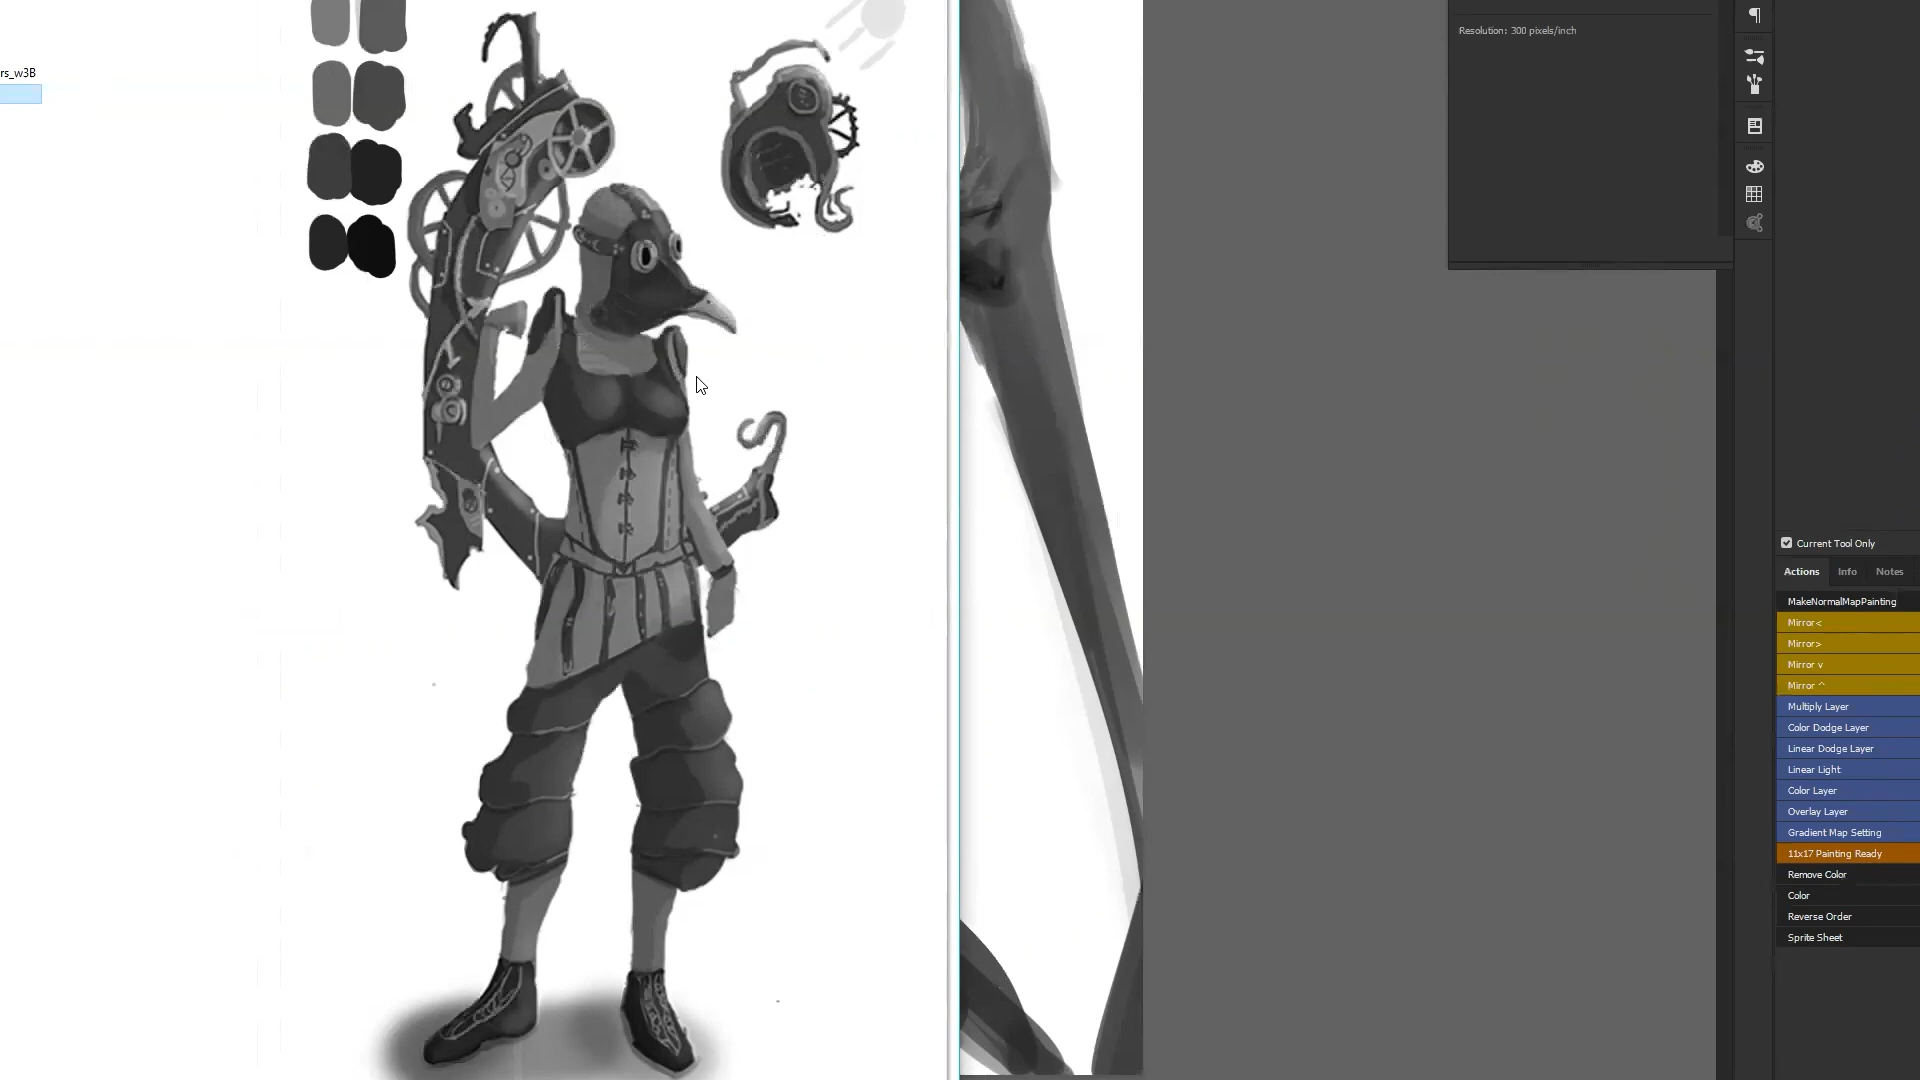 rs_w3B
Resolution: 300 pixels/inch
Current Tool Only
Actions Info Notes
MakeNormalMapPainting
Mirror<
Mirror>
Mirror v
Mirror ^
Multiply Layer
Color Dodge Layer
Linear Dodge Layer
Linear Light
Color Layer
Overlay Layer
Gradient Map Setting
11x17 Painting Ready
Remove Color
Color
Reverse Order
Sprite Sheet